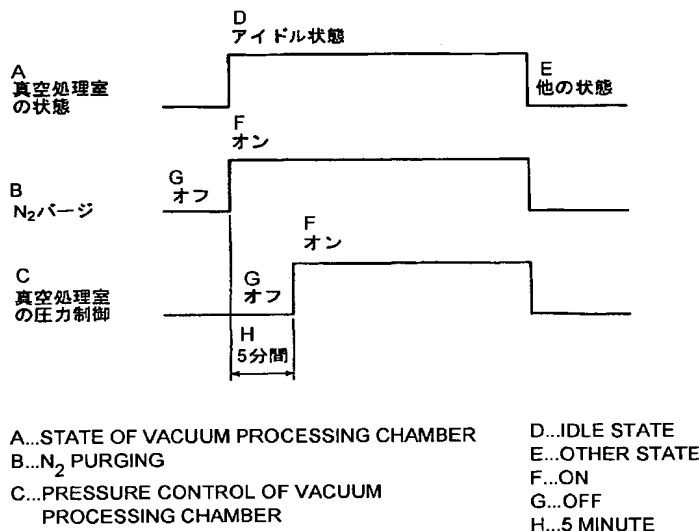 D
アイドル状態
A
真空処理室
の状態
E
他の状態
F
オン
G
オフ
B
N₂パージ
F
オン
C
真空処理室
の圧力制御
G
オフ
H
5分間
A...STATE OF VACUUM PROCESSING CHAMBER
B...N₂ PURGING
C...PRESSURE CONTROL OF VACUUM
PROCESSING CHAMBER
D...IDLE STATE
E...OTHER STATE
F...ON
G...OFF
H...5 MINUTE